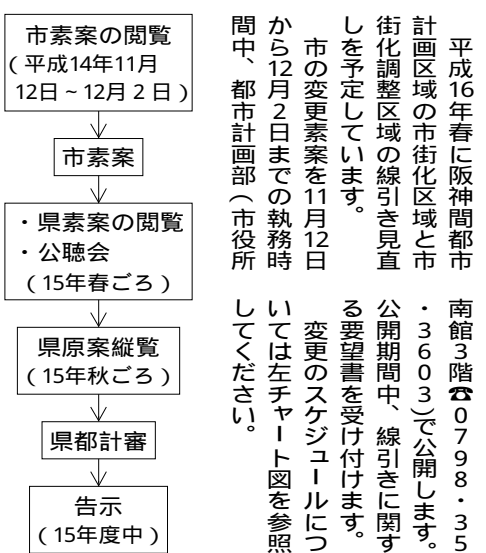 平成16年春に阪神間都市
計画区域の市街化区域と市
街化調整区域の線引き見直
しを予定しています。
市の変更素案を11月12日
から12月2日までの執務時
間中、都市計画部(市役所
南館3階☎0798・35
・3603)で公開します。
公開期間中、線引きに関す
る要望書を受け付けます。
変更のスケジュールにつ
いては左チャート図を参照
してください。
市素案の閲覧
(平成14年11月
12日~12月2日)
市素案
・県素案の閲覧
・公聴会
(15年春ごろ)
県原案縦覧
(15年秋ごろ)
県都計審
告示
(15年度中)